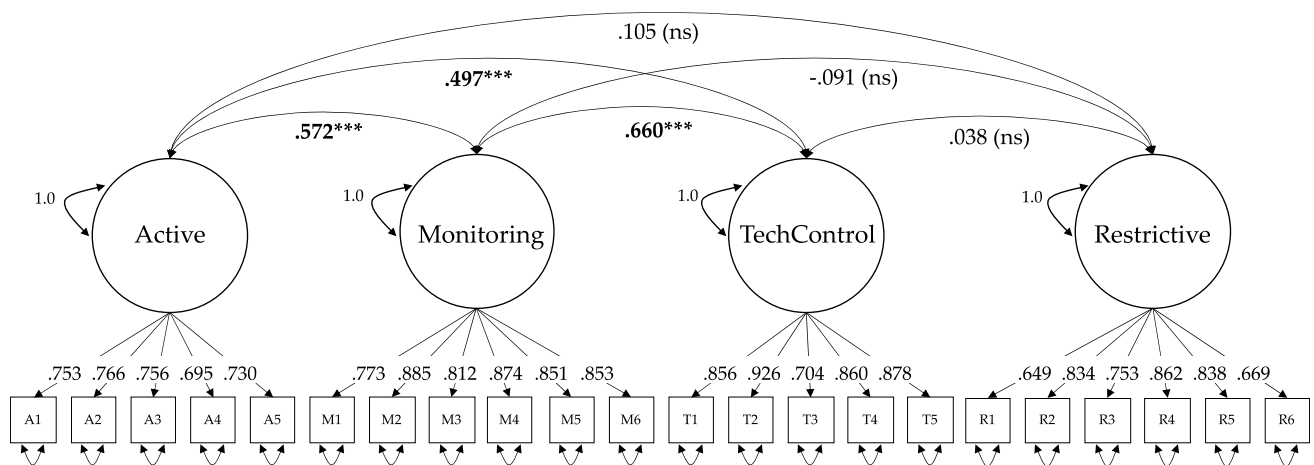 .105 (ns)
.497*** -.091 (ns)
.572*** .660*** .038 (ns)
1.0 1.0 1.0 1.0
Active Monitoring TechControl Restrictive
.753 .766 .756 .695 .730 .773 .885 .812 .874 .851 .853 .856 .926 .704 .860 .878 .649 .834 .753 .862 .838 .669
A1 A2 A3 A4 A5 M1 M2 M3 M4 M5 M6 T1 T2 T3 T4 T5 R1 R2 R3 R4 R5 R6